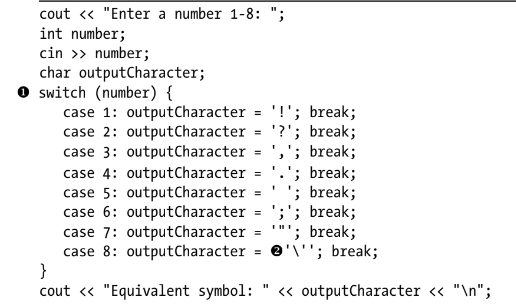 cout << "Enter a number 1-8: ";
int number;
cin >> number;
char outputCharacter;
❶ switch (number) {
   case 1: outputCharacter = '!'; break;
   case 2: outputCharacter = '?'; break;
   case 3: outputCharacter = ','; break;
   case 4: outputCharacter = '.'; break;
   case 5: outputCharacter = ' '; break;
   case 6: outputCharacter = ';'; break;
   case 7: outputCharacter = '"'; break;
   case 8: outputCharacter = ❷'\''; break;
}
cout << "Equivalent symbol: " << outputCharacter << "\n";